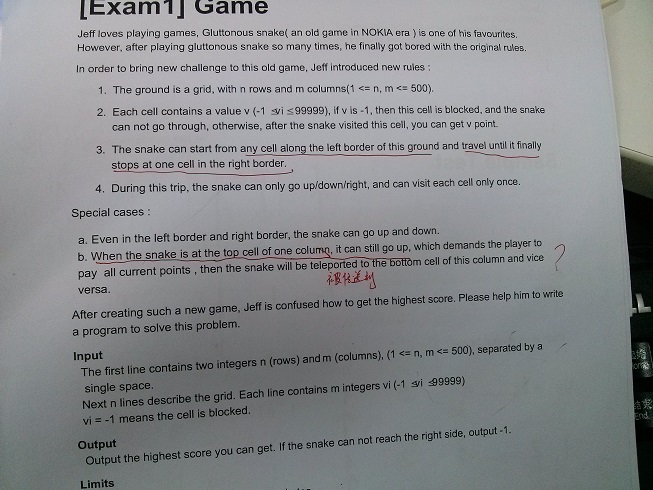 [Exam1] Game
Jeff loves playing games, Gluttonous snake( an old game in NOKIA era ) is one of his favourites.
However, after playing gluttonous snake so many times, he finally got bored with the original rules.
In order to bring new challenge to this old game, Jeff introduced new rules :
1. The ground is a grid, with n rows and m columns(1 <= n, m <= 500).
2. Each cell contains a value v (-1 ≤vi ≤99999), if v is -1, then this cell is blocked, and the snake
can not go through, otherwise, after the snake visited this cell, you can get v point.
3. The snake can start from any cell along the left border of this ground and travel until it finally
stops at one cell in the right border.
4. During this trip, the snake can only go up/down/right, and can visit each cell only once.
Special cases :
a. Even in the left border and right border, the snake can go up and down.
b. When the snake is at the top cell of one column, it can still go up, which demands the player to
pay all current points , then the snake will be teleported to the bottom cell of this column and vice
versa.
?
被传送到
After creating such a new game, Jeff is confused how to get the highest score. Please help him to write
a program to solve this problem.
Input
The first line contains two integers n (rows) and m (columns), (1 <= n, m <= 500), separated by a
single space.
Next n lines describe the grid. Each line contains m integers vi (-1 ≤vi ≤99999)
vi = -1 means the cell is blocked.
Output
Output the highest score you can get. If the snake can not reach the right side, output -1.
Limits
End